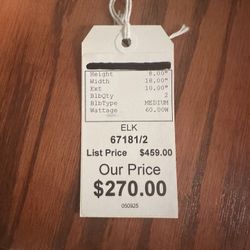 Height 8.00"
Width 18.00"
Ext 10.00"
BlbQty 2
BlbType MEDIUM
Wattage 60.00W
ELK
67181/2
List Price $459.00
Our Price
$270.00
050925